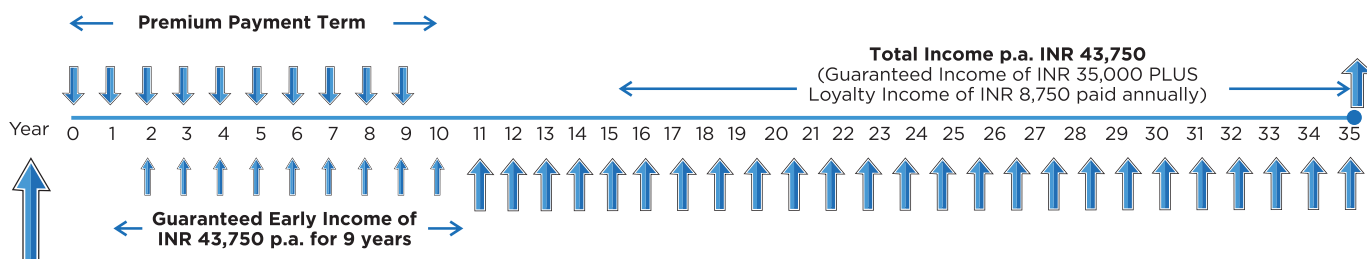 Premium Payment Term
Total Income p.a. INR 43,750
(Guaranteed Income of INR 35,000 PLUS
Loyalty Income of INR 8,750 paid annually)
Year 0 1 2 3 4 5 6 7 8 9 10 11 12 13 14 15 16 17 18 19 20 21 22 23 24 25 26 27 28 29 30 31 32 33 34 35
Guaranteed Early Income of
INR 43,750 p.a. for 9 years